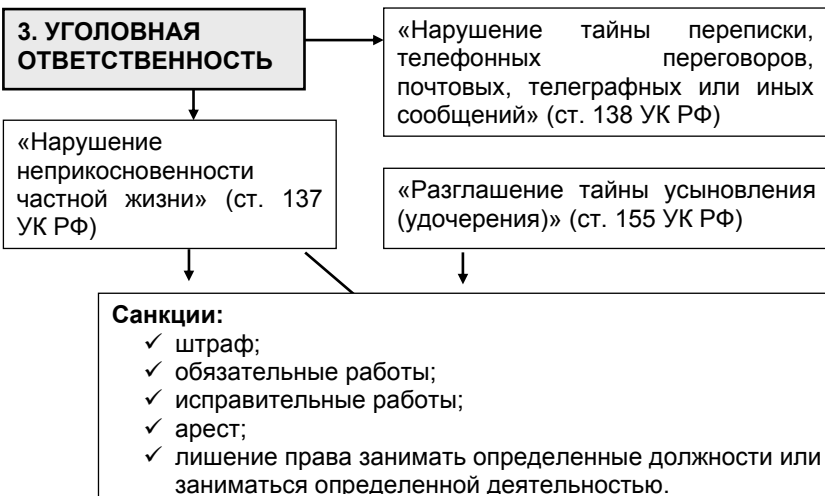 3. УГОЛОВНАЯ
ОТВЕТСТВЕННОСТЬ
«Нарушение тайны переписки,
телефонных переговоров,
почтовых, телеграфных или иных
сообщений» (ст. 138 УК РФ)
«Нарушение
неприкосновенности
частной жизни» (ст. 137
УК РФ)
«Разглашение тайны усыновления
(удочерения)» (ст. 155 УК РФ)
Санкции:
✓ штраф;
✓ обязательные работы;
✓ исправительные работы;
✓ арест;
✓ лишение права занимать определенные должности или
заниматься определенной деятельностью.